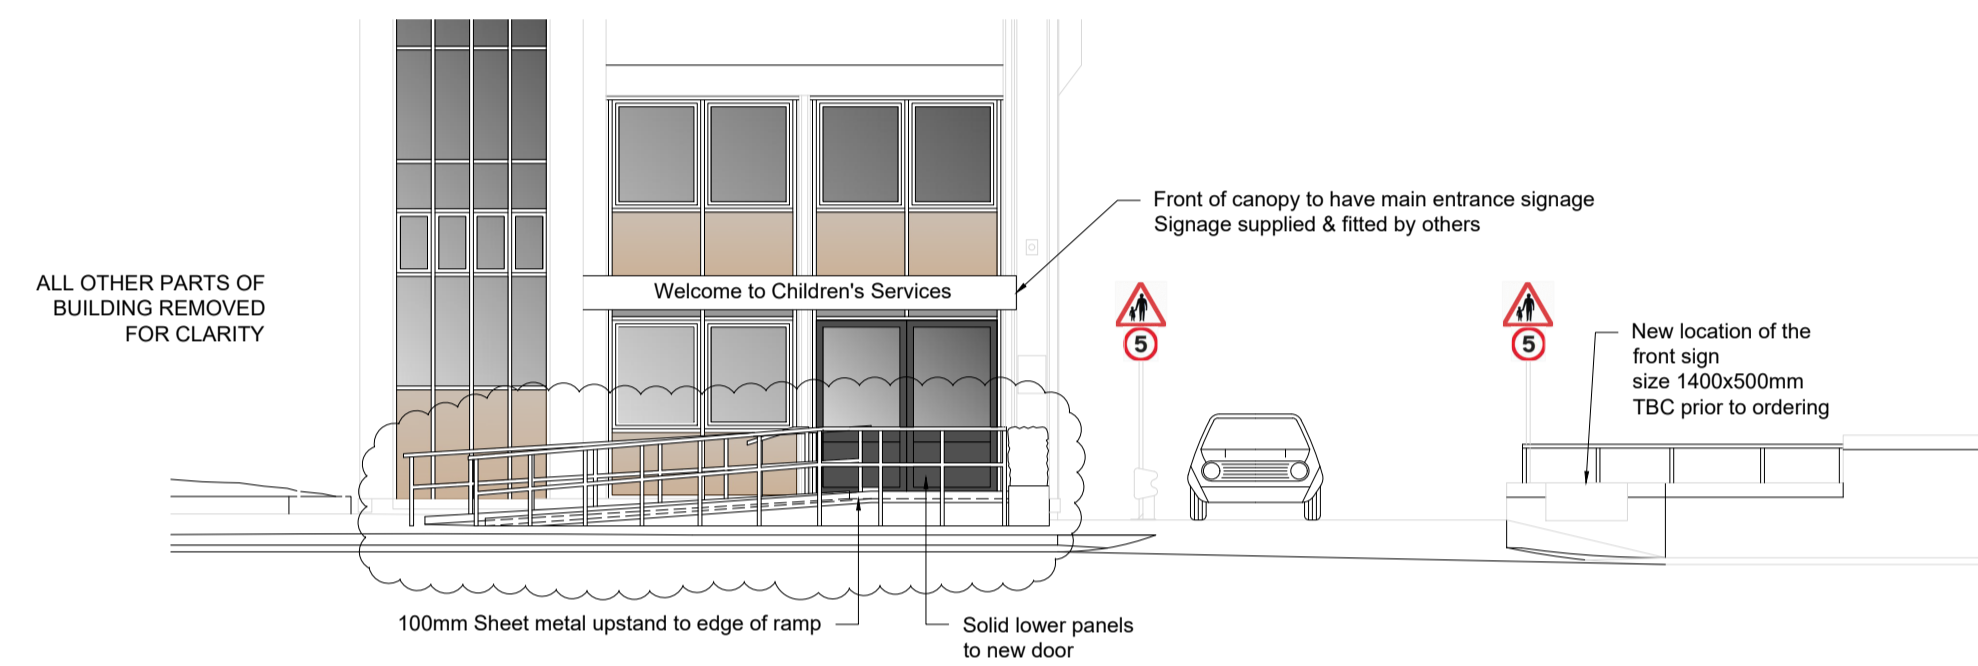 ALL OTHER PARTS OF
BUILDING REMOVED
FOR CLARITY
Welcome to Children's Services
Front of canopy to have main entrance signage
Signage supplied & fitted by others
5
5
New location of the
front sign
size 1400x500mm
TBC prior to ordering
100mm Sheet metal upstand to edge of ramp
Solid lower panels
to new door